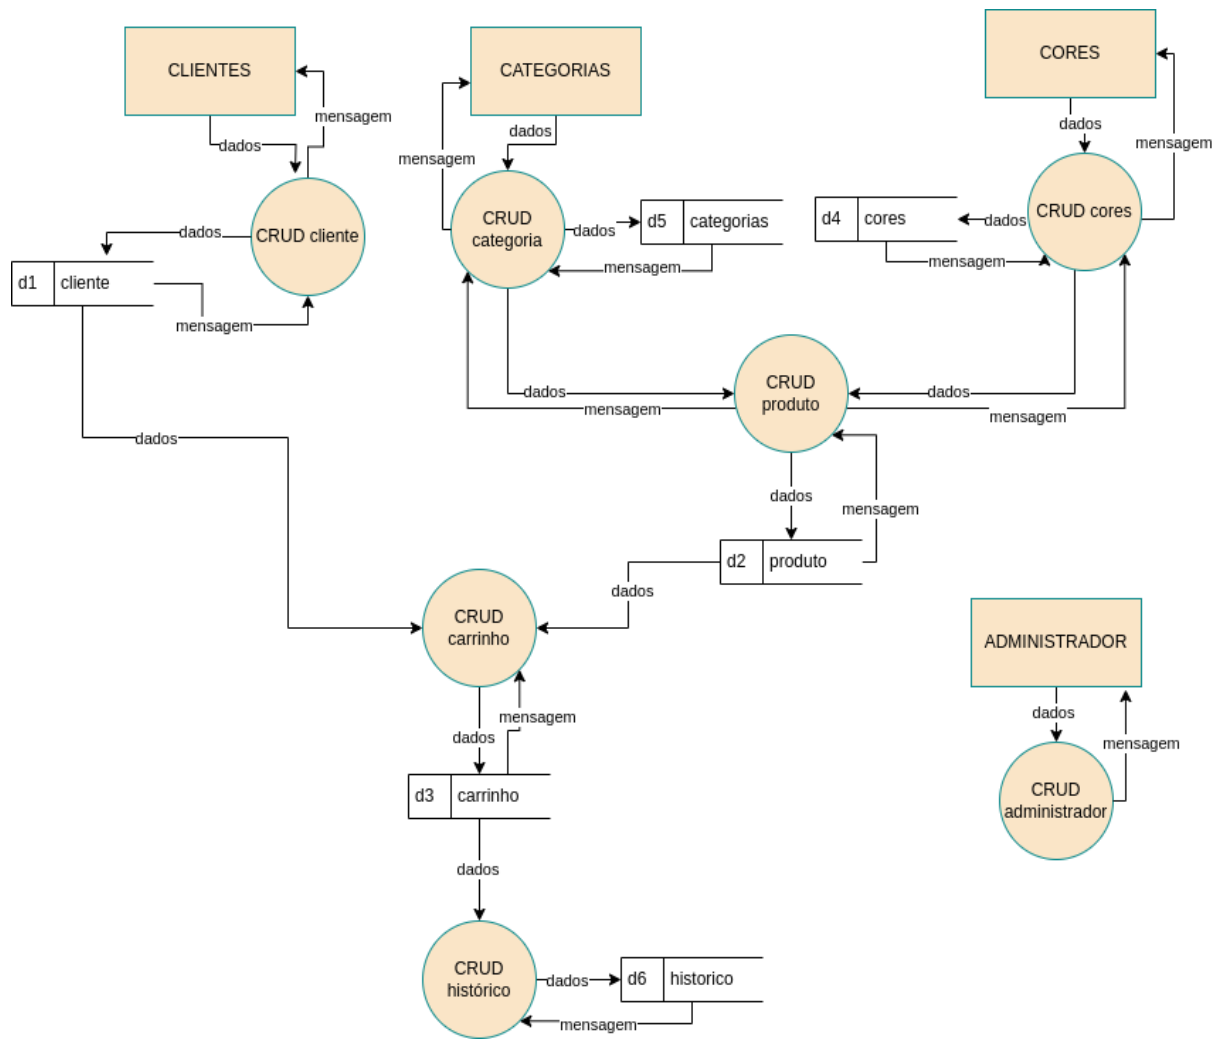 CLIENTES
CATEGORIAS
CORES
mensagem
dados
dados
mensagem
dados
mensagem
CRUD cliente
CRUD
categoria
dados
d5
categorias
mensagem
d4
cores
dados
CRUD cores
mensagem
dados
d1
cliente
mensagem
dados
mensagem
CRUD
produto
dados
mensagem
dados
dados
mensagem
d2
produto
dados
CRUD
carrinho
ADMINISTRADOR
dados
mensagem
dados
mensagem
CRUD
administrador
d3
carrinho
dados
CRUD
histórico
dados
d6
historico
mensagem